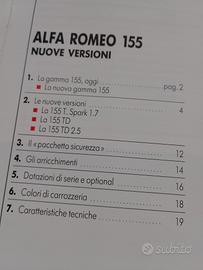 ALFA ROMEO 155
NUOVE VERSIONI
1. La gamma 155, oggi pag. 2
La nuova gamma 155
2. Le nuove versioni 4
La 155 T. Spark 1.7
La 155 TD
La 155 TD 2.5
3. Il «pacchetto sicurezza» 12
4. Gli arricchimenti 14
5. Dotazioni di serie e optional 16
6. Colori di carrozzeria 18
7. Caratteristiche tecniche 19
subito